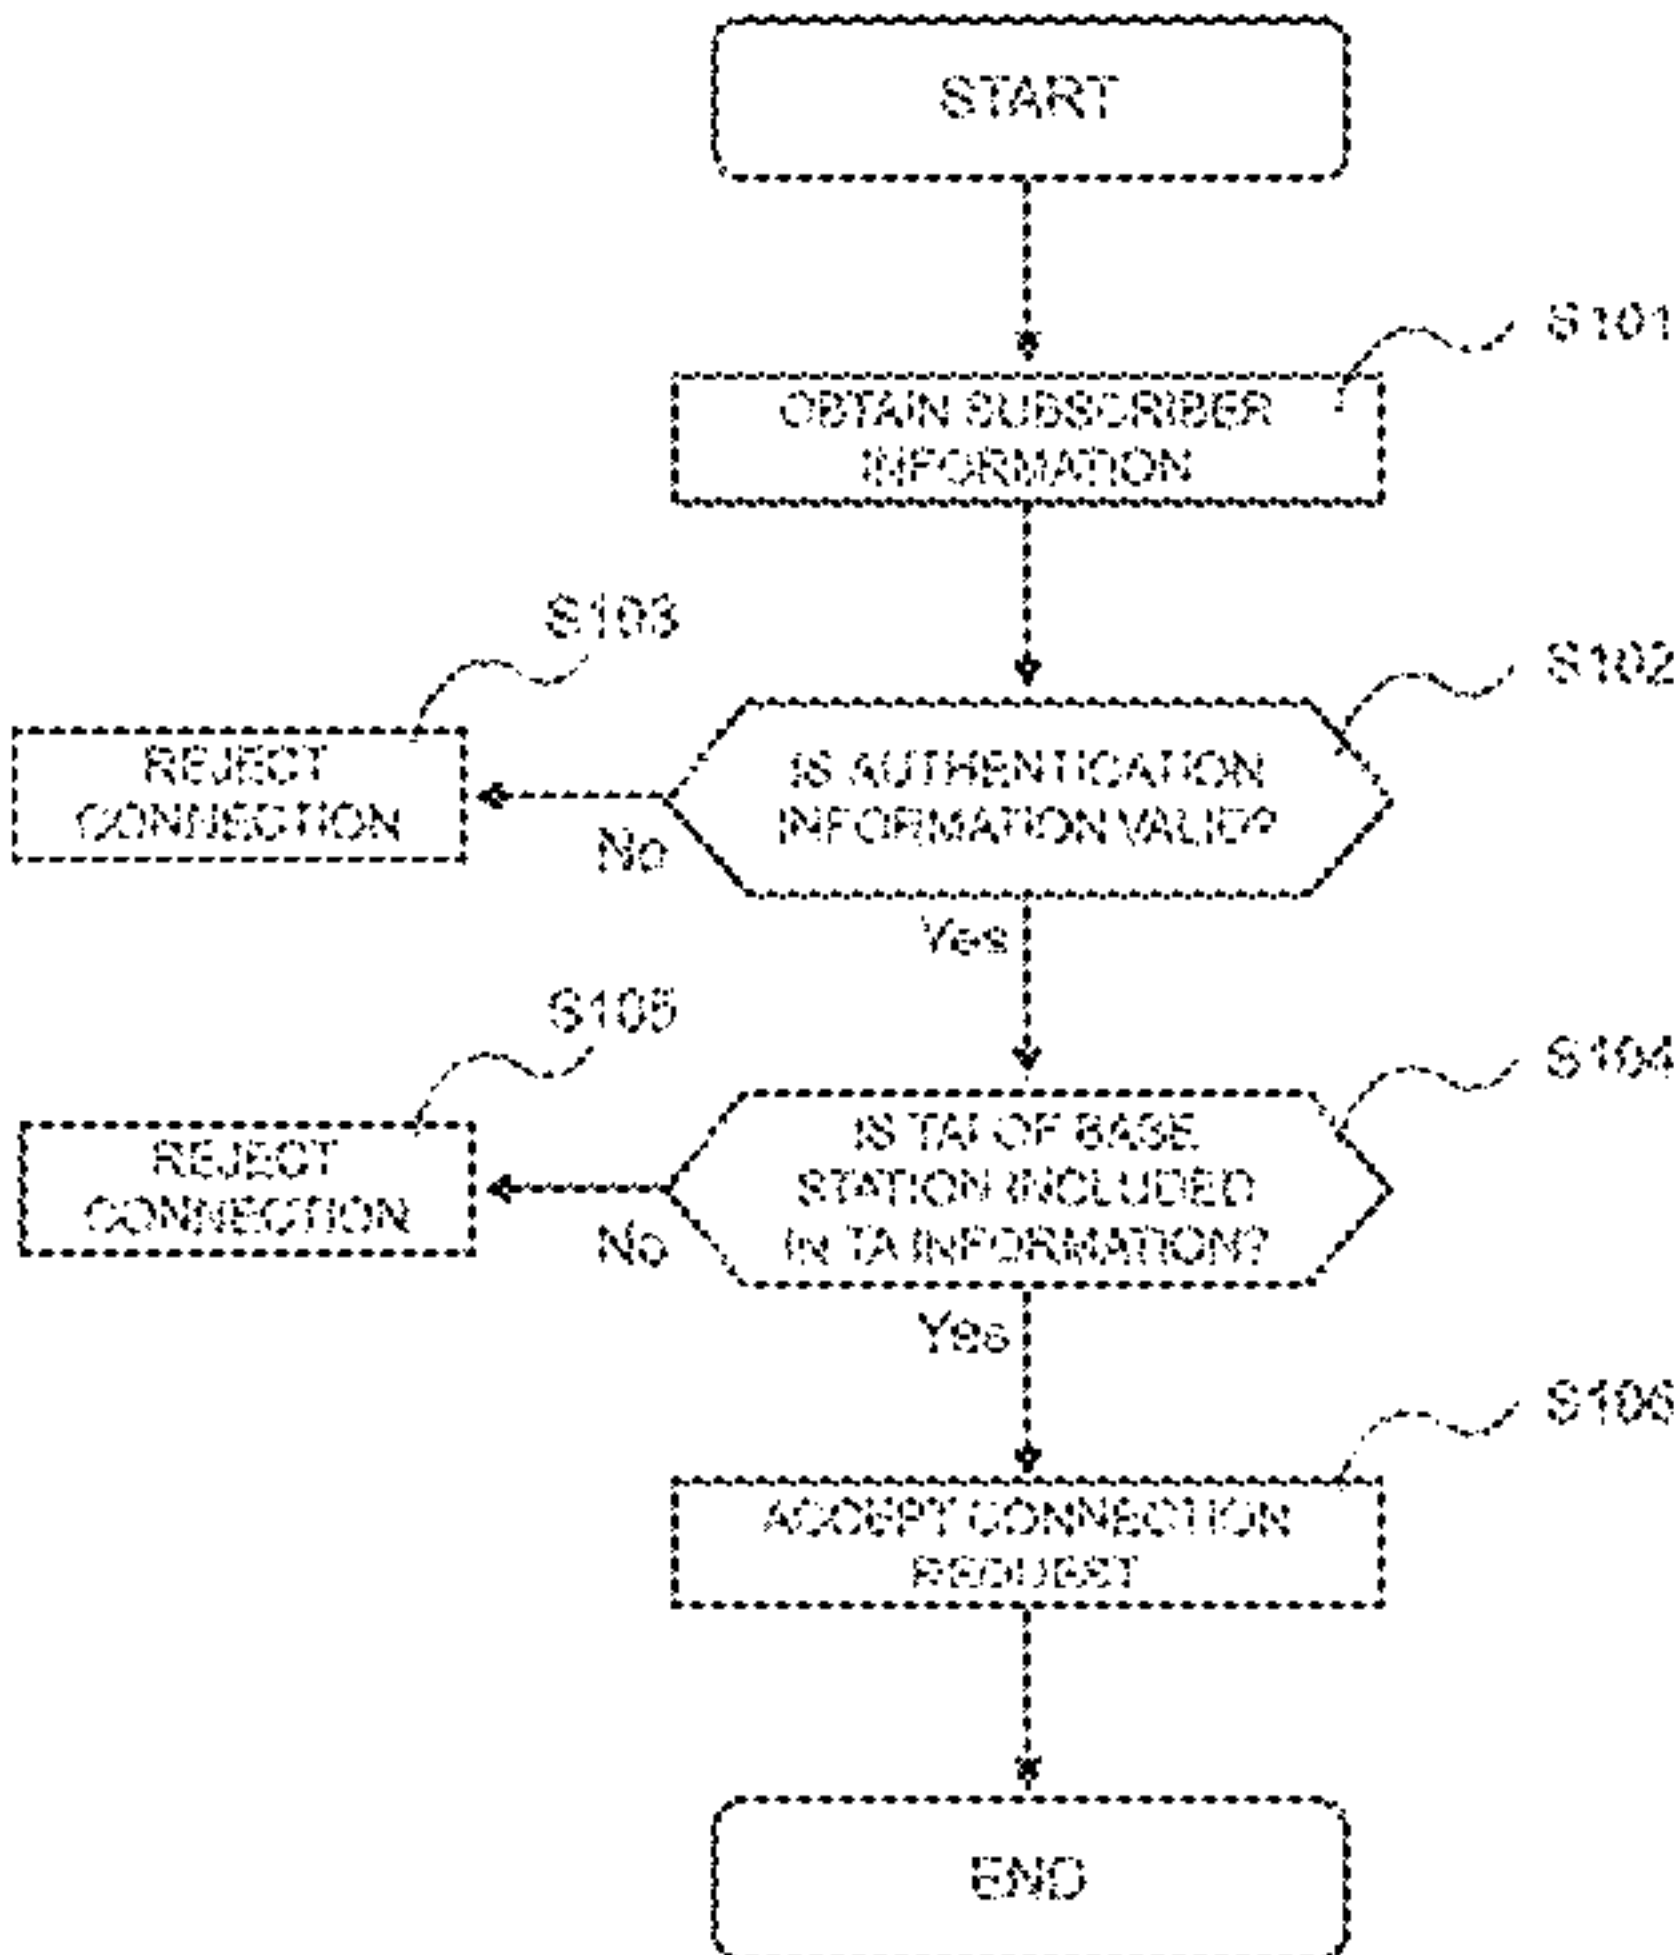 START
S101
OBTAIN SUBSCRIBER
INFORMATION
S103
S102
REJECT
CONNECTION
IS AUTHENTICATION
INFORMATION VALID?
No
Yes
S105
S104
REJECT
CONNECTION
IS TAI OF BASE
STATION INCLUDED
IN TA INFORMATION?
No
Yes
S106
ACCEPT CONNECTION
REQUEST
END